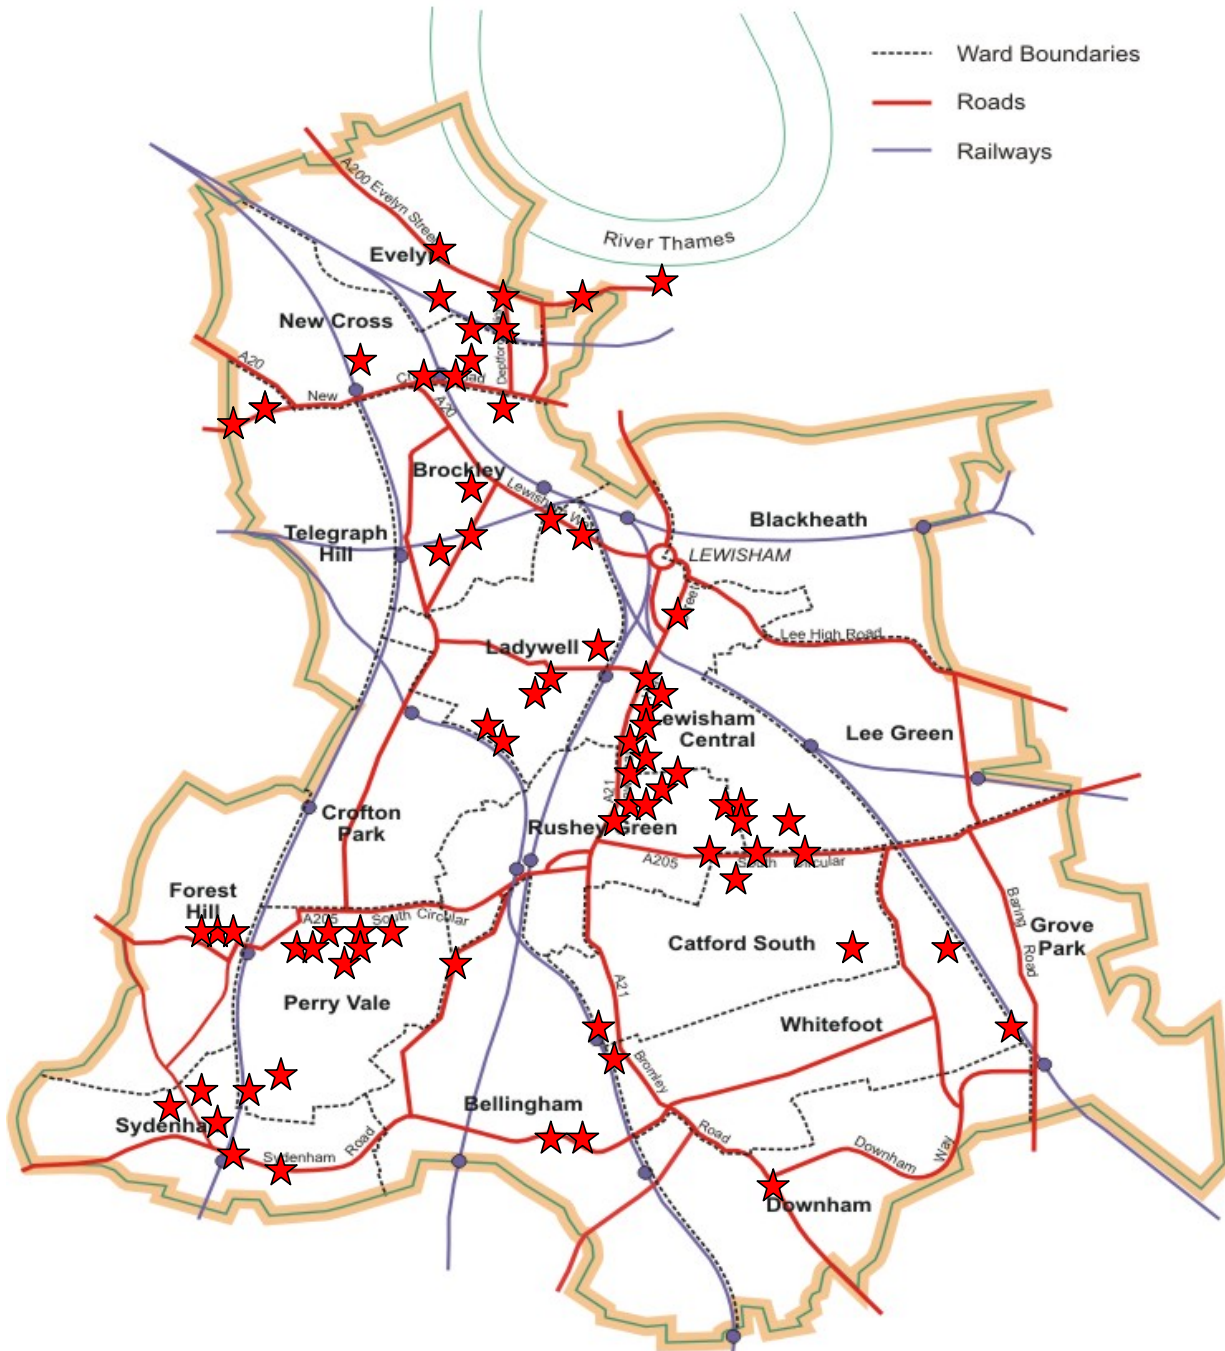 Ward Boundaries
Roads
Railways
A200 Evelyn Street
River Thames
Evelyn
New Cross
A20
New
Road
Deptford
A20
Brockley
Lewisham Way
Telegraph
Hill
Blackheath
LEWISHAM
Lee High Road
Ladywell
Lewisham
Central
Lee Green
A21
Crofton
Park
Rushey Green
A205
South Circular
Forest
Hill
A205
South Circular
Baring
Road
Grove
Park
Catford South
Perry Vale
A21
Whitefoot
Bromley
Road
Bellingham
Sydenham
Sydenham
Road
Downham
Way
Downham